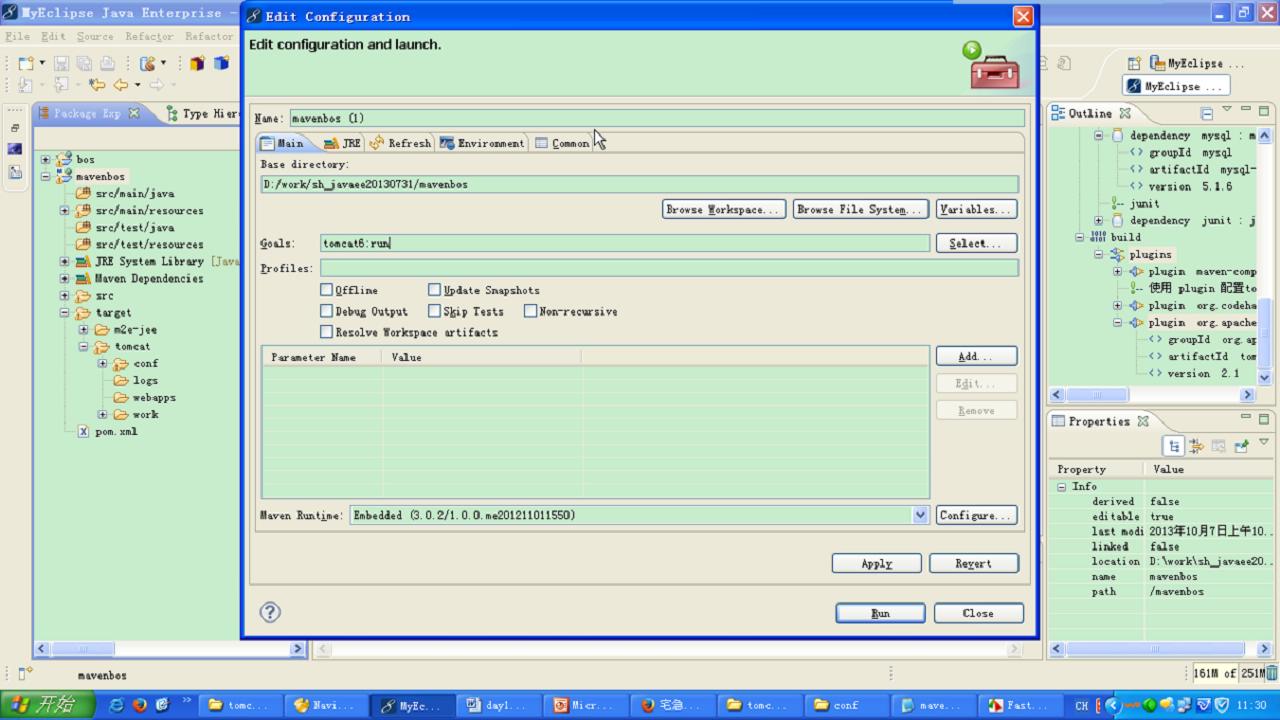 MyEclipse Java Enterprise -
Edit Configuration
File Edit Source Refactor Refactor
Edit configuration and launch.
MyEclipse ...
MyEclipse ...
Package Exp
Type Hier
bos
mavenbos
src/main/java
src/main/resources
src/test/java
src/test/resources
JRE System Library [Java
Maven Dependencies
src
target
m2e-jee
tomcat
conf
logs
webapps
work
pom.xml
Name: mavenbos (1)
Main JRE Refresh Environment Common
Base directory:
D:/work/sh_javaee20130731/mavenbos
Browse Workspace... Browse File System... Variables...
Goals: tomcat6:run Select...
Profiles:
Offline Update Snapshots
Debug Output Skip Tests Non-recursive
Resolve Workspace artifacts
Parameter Name Value
Add...
Edit...
Remove
Maven Runtime: Embedded (3.0.2/1.0.0.me201211011550) Configure...
Apply Revert
Run Close
Outline
dependency mysql : m
groupId mysql
artifactId mysql-
version 5.1.6
junit
dependency junit : j
build
plugins
plugin maven-comp
使用 plugin 配置to
plugin org.codeha
plugin org.apache
groupId org.ap
artifactId tom
version 2.1
Properties
Property Value
Info
derived false
editable true
last modi 2013年10月7日上午10..
linked false
location D:\work\sh_javaee20..
name mavenbos
path /mavenbos
mavenbos
161M of 251M
开始 tomc... Navi... MyEc... day1... Micr... 宅急... tomc... conf mave... Fast... CH 11:30